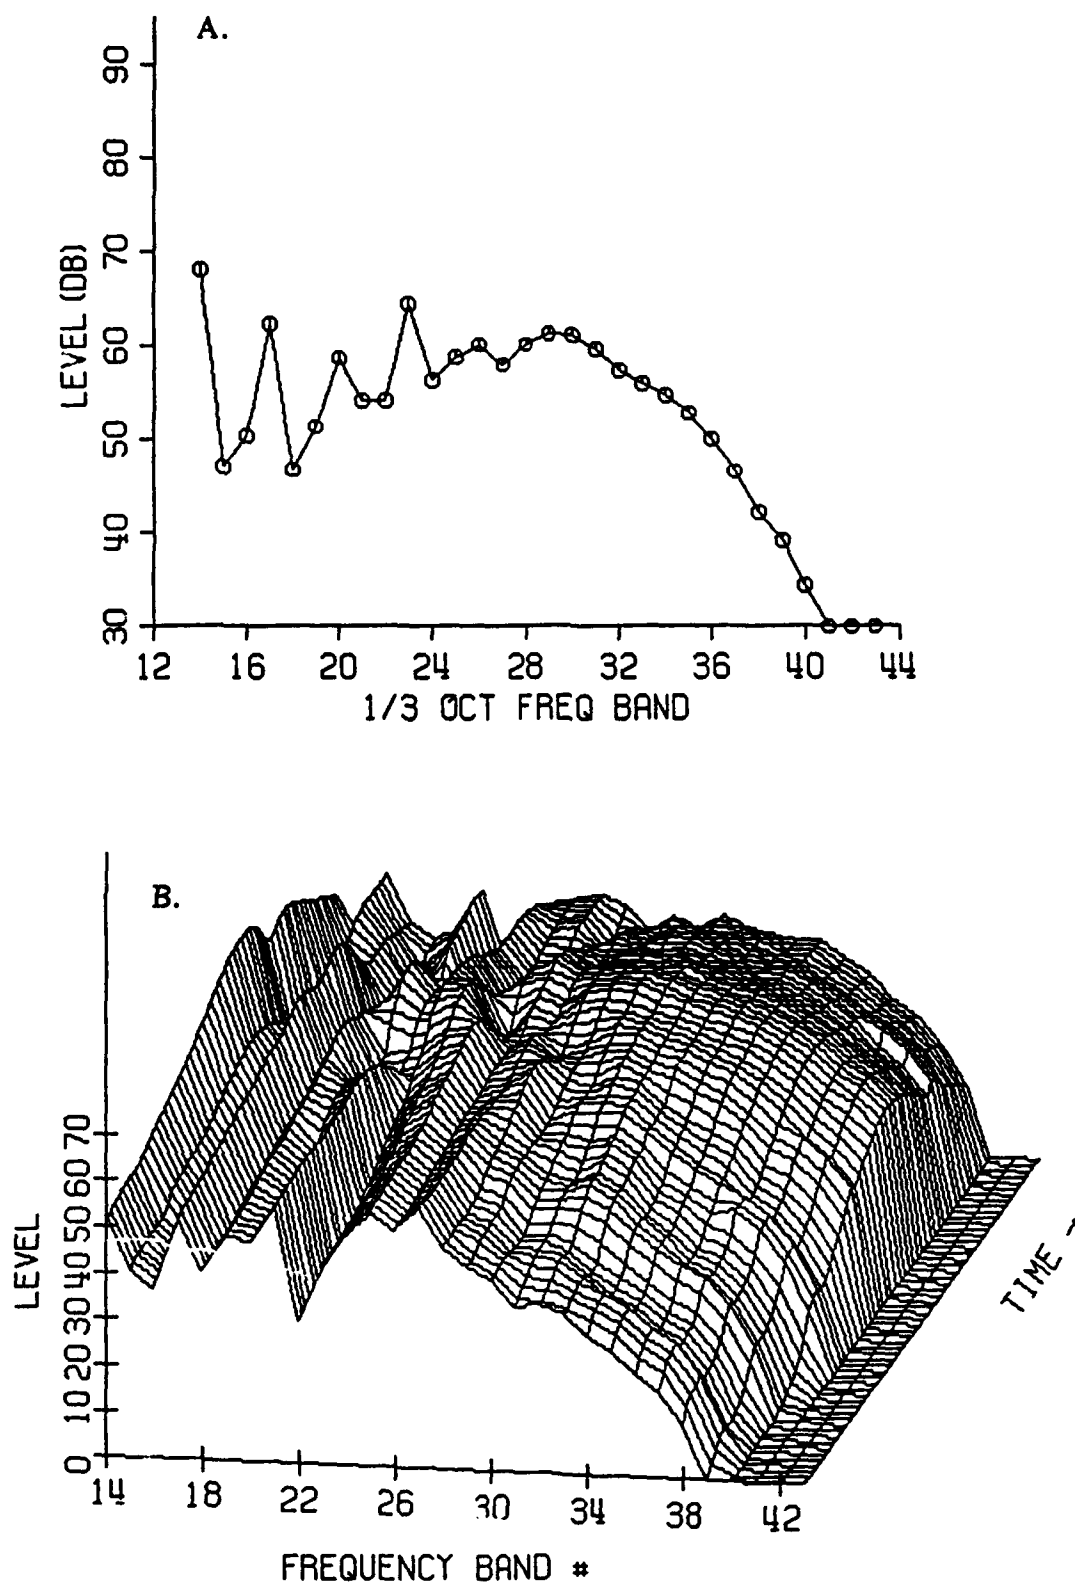 A.
90
80
70
60
50
40
30
LEVEL (DB)
12 16 20 24 28 32 36 40 44
1/3 OCT FREQ BAND
B.
70
60
50
40
30
20
10
0
LEVEL
14 18 22 26 30 34 38 42
FREQUENCY BAND #
TIME